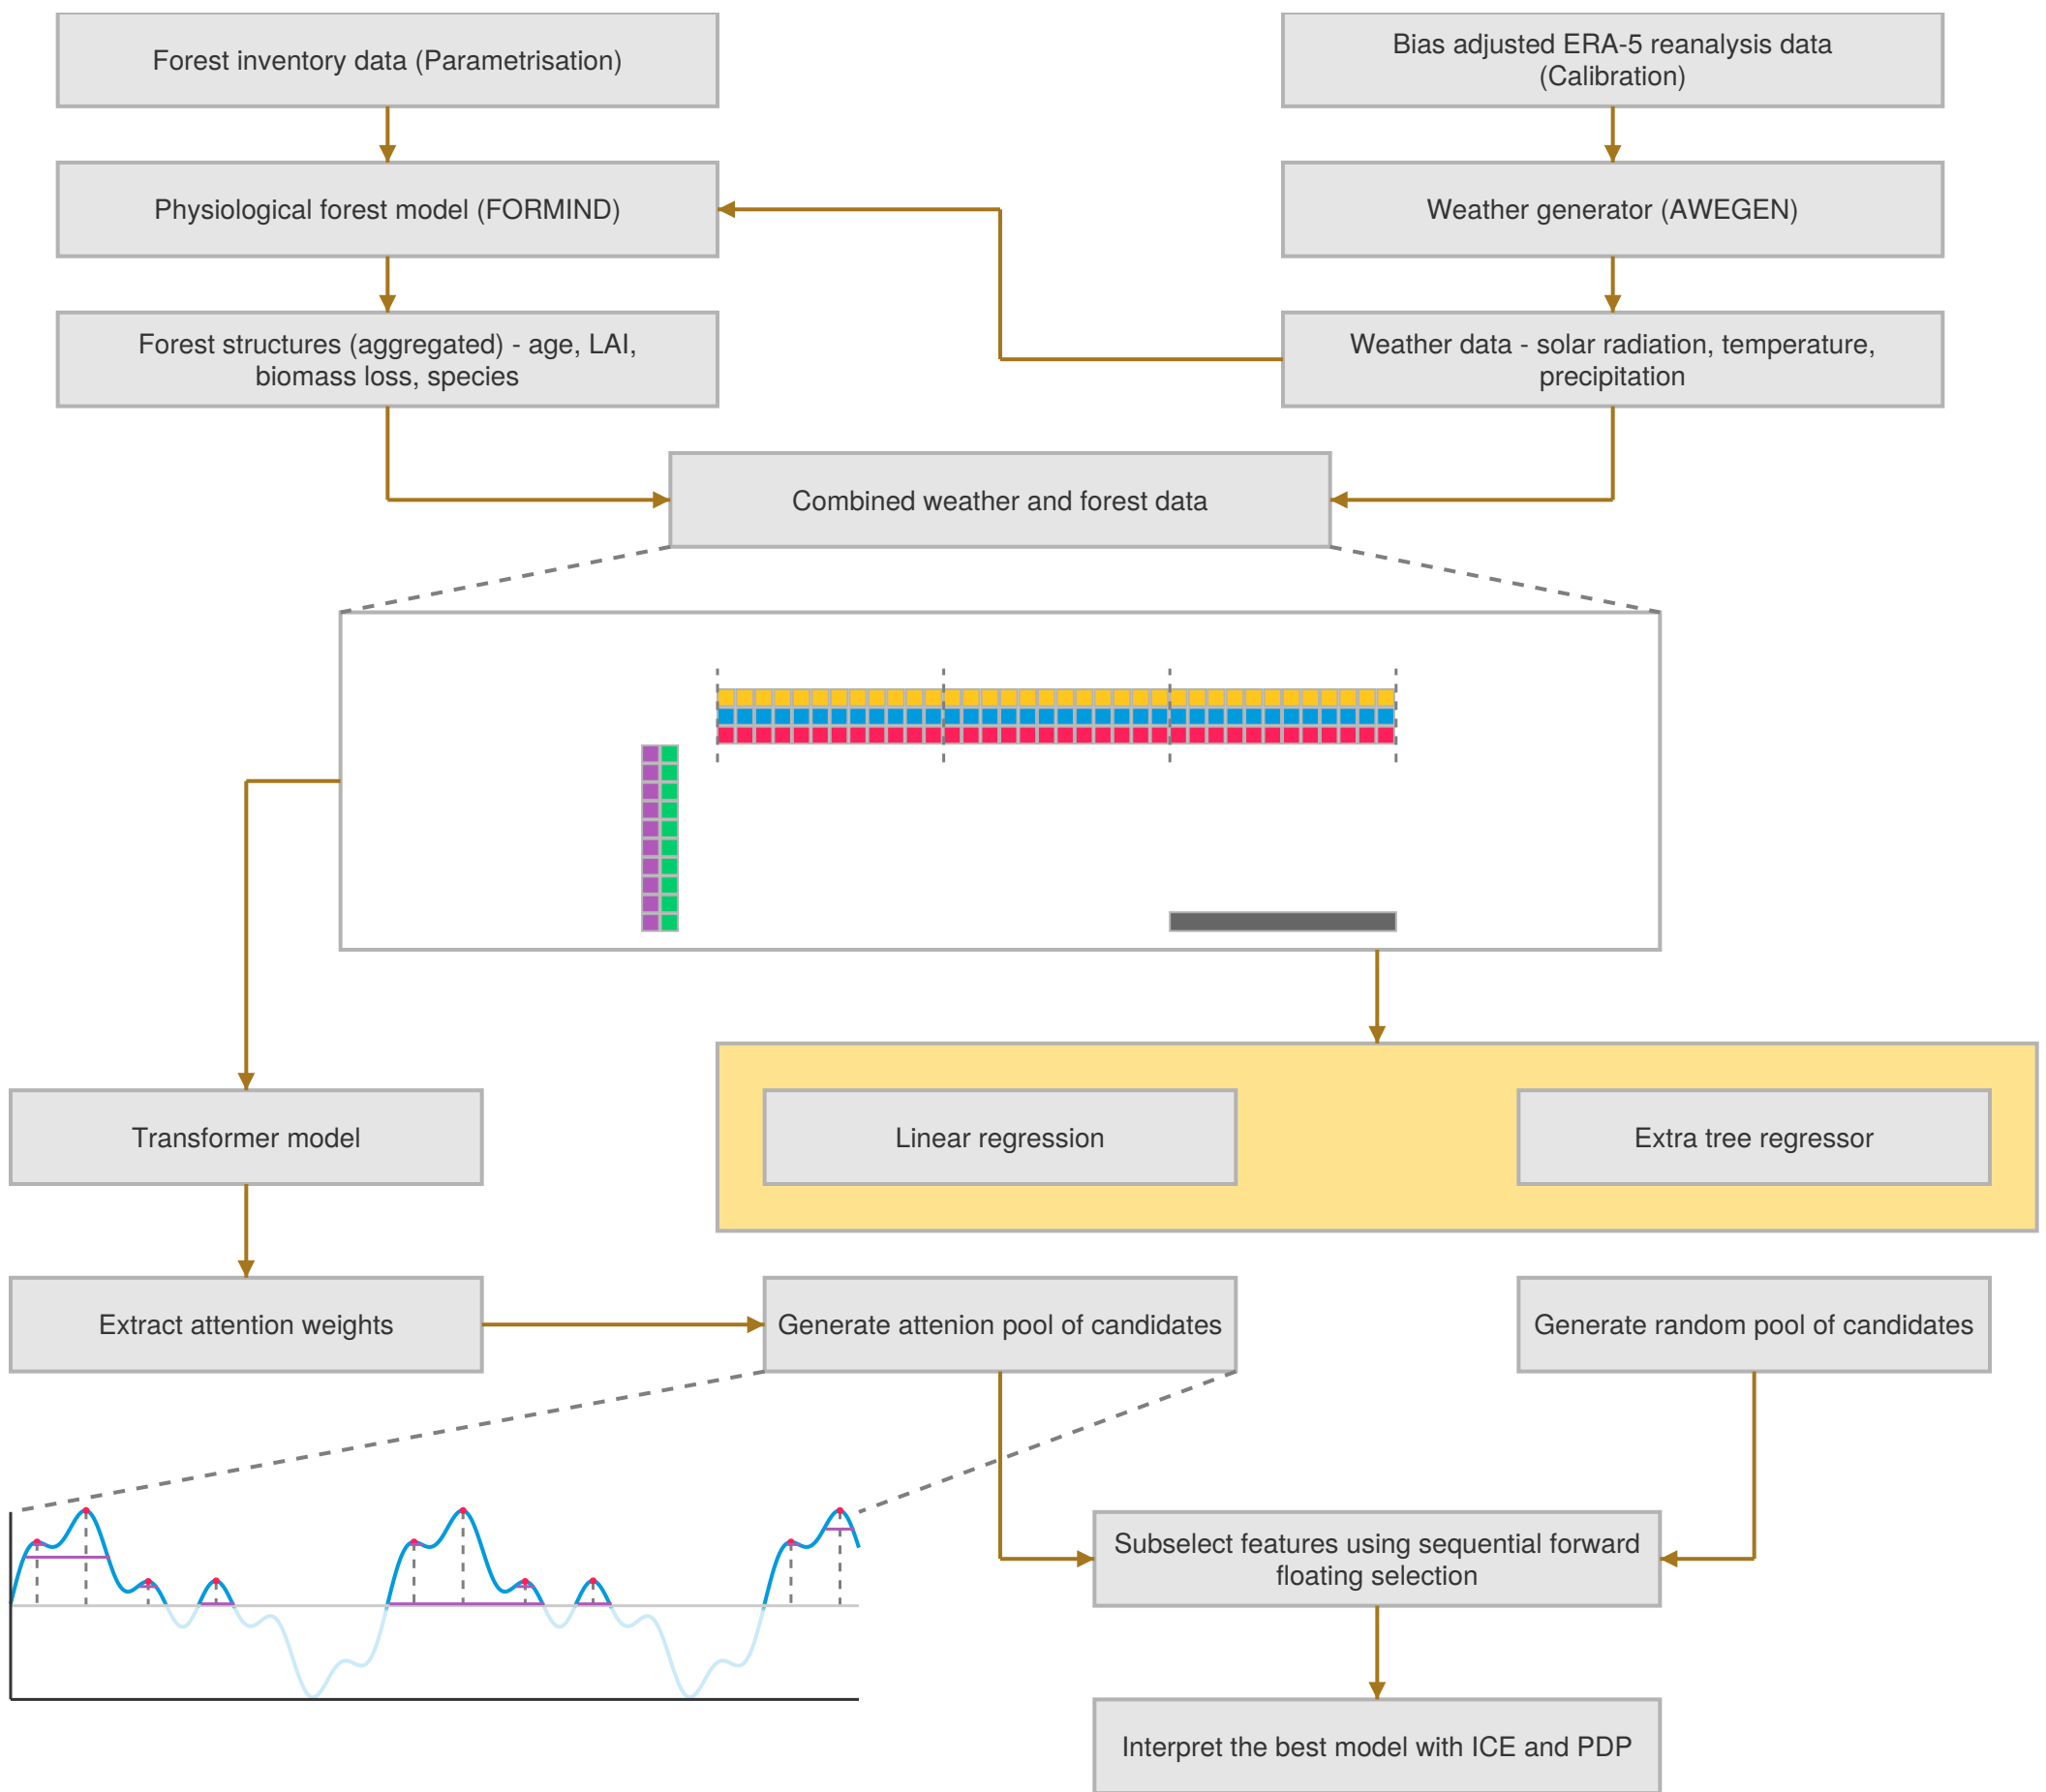 Forest inventory data (Parametrisation)
Bias adjusted ERA-5 reanalysis data
(Calibration)
Physiological forest model (FORMIND)
Weather generator (AWEGEN)
Forest structures (aggregated) - age, LAI,
biomass loss, species
Weather data - solar radiation, temperature,
precipitation
Combined weather and forest data
Transformer model
Linear regression
Extra tree regressor
Extract attention weights
Generate attenion pool of candidates
Generate random pool of candidates
Subselect features using sequential forward
floating selection
Interpret the best model with ICE and PDP